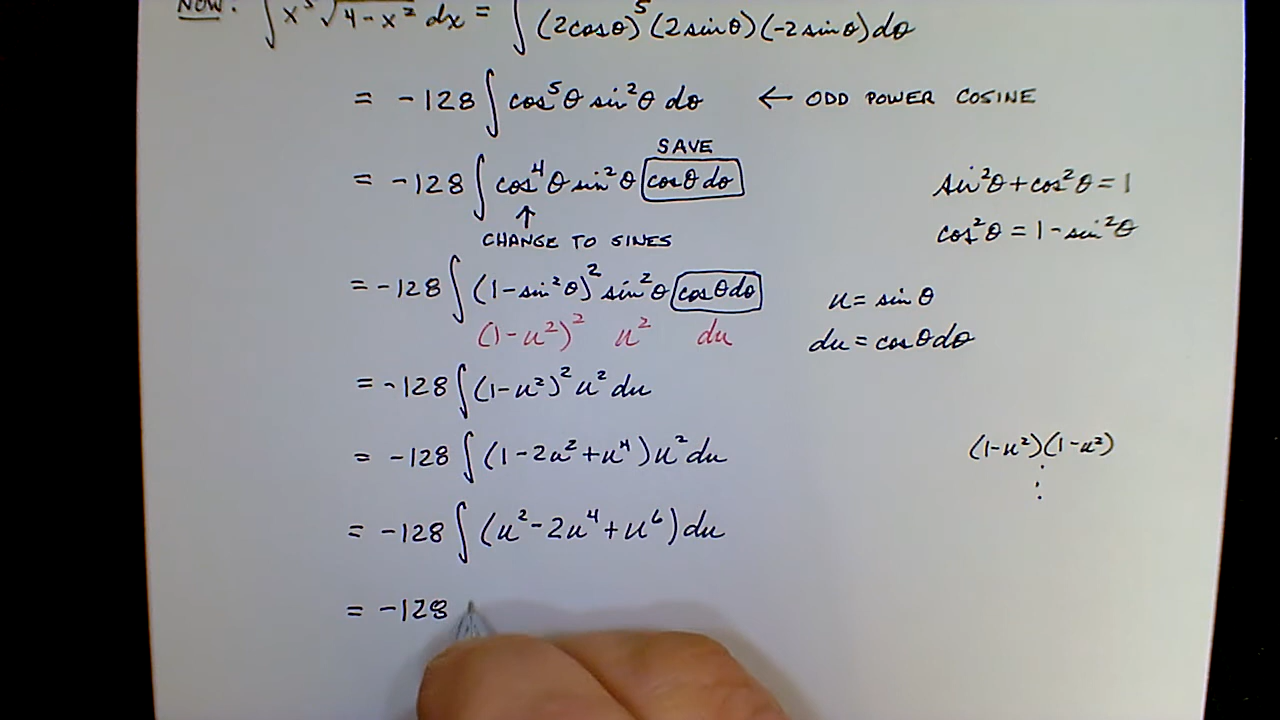 NOW: ∫ x⁵ √(4-x²) dx = ∫ (2cosθ)⁵ (2sinθ) (-2sinθ) dθ
= -128 ∫ cos⁵θ sin²θ dθ ← ODD POWER COSINE
SAVE
= -128 ∫ cos⁴θ sin²θ cosθ dθ
sin²θ + cos²θ = 1
↑
CHANGE TO SINES
cos²θ = 1 - sin²θ
= -128 ∫ (1 - sin²θ)² sin²θ cosθ dθ
u = sinθ
(1-u²)² u² du
du = cosθ dθ
= -128 ∫ (1-u²)² u² du
= -128 ∫ (1 - 2u² + u⁴) u² du
(1-u²)(1-u²)
⋮
= -128 ∫ (u² - 2u⁴ + u⁶) du
= -128